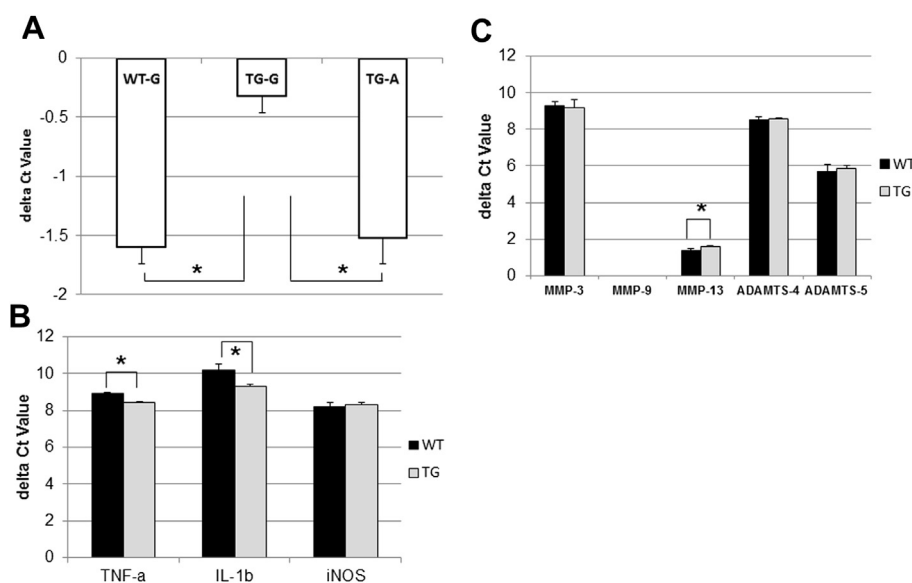 A
0
-0.5
-1
-1.5
-2
delta Ct Value
WT-G
TG-G
TG-A
*
*
B
12
10
8
6
4
2
0
delta Ct Value
*
*
TNF-a
IL-1b
iNOS
WT
TG
C
12
10
8
6
4
2
0
delta Ct Value
*
MMP-3
MMP-9
MMP-13
ADAMTS-4
ADAMTS-5
WT
TG